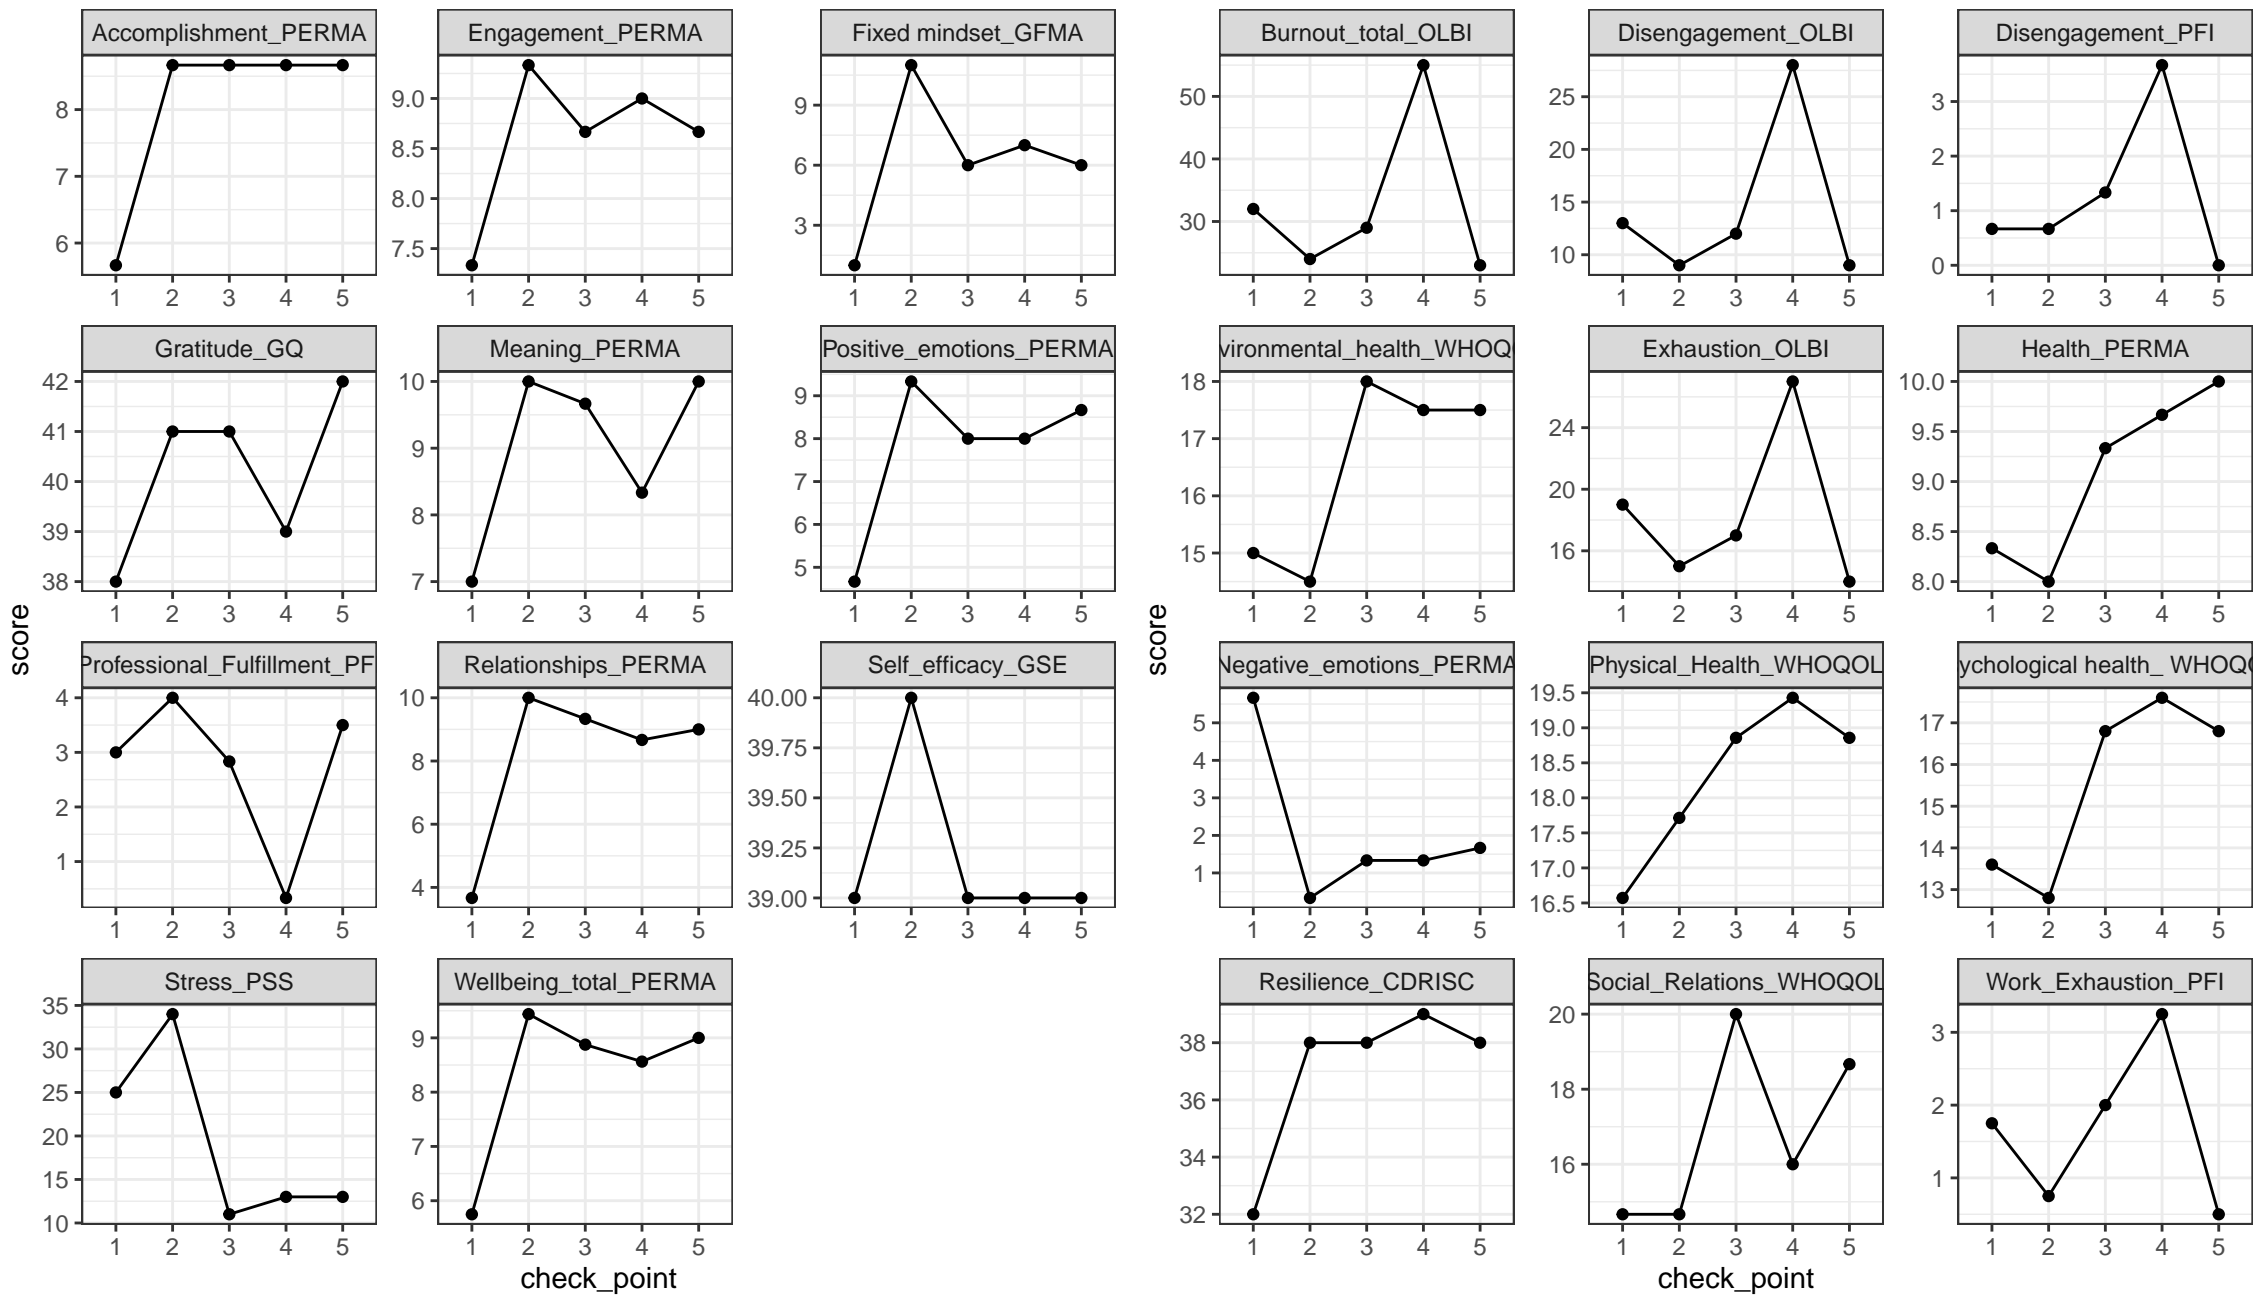 Accomplishment_PERMA
8
7
6
1 2 3 4 5
Engagement_PERMA
9.0
8.5
8.0
7.5
1 2 3 4 5
Fixed mindset_GFMA
9
6
3
1 2 3 4 5
Gratitude_GQ
42
41
40
39
38
1 2 3 4 5
Meaning_PERMA
10
9
8
7
1 2 3 4 5
Positive_emotions_PERMA
9
8
7
6
5
1 2 3 4 5
score
Professional_Fulfillment_PF
4
3
2
1
1 2 3 4 5
Relationships_PERMA
10
8
6
4
1 2 3 4 5
Self_efficacy_GSE
40.00
39.75
39.50
39.25
39.00
1 2 3 4 5
Stress_PSS
35
30
25
20
15
10
1 2 3 4 5
Wellbeing_total_PERMA
9
8
7
6
1 2 3 4 5
check_point
Burnout_total_OLBI
50
40
30
1 2 3 4 5
Disengagement_OLBI
25
20
15
10
1 2 3 4 5
Disengagement_PFI
3
2
1
0
1 2 3 4 5
vironmental_health_WHOQ
18
17
16
15
1 2 3 4 5
Exhaustion_OLBI
24
20
16
1 2 3 4 5
Health_PERMA
10.0
9.5
9.0
8.5
8.0
1 2 3 4 5
score
Negative_emotions_PERMA
5
4
3
2
1
1 2 3 4 5
Physical_Health_WHOQOL
19.5
19.0
18.5
18.0
17.5
17.0
16.5
1 2 3 4 5
ychological health_ WHOQ
17
16
15
14
13
1 2 3 4 5
Resilience_CDRISC
38
36
34
32
1 2 3 4 5
Social_Relations_WHOQOL
20
18
16
1 2 3 4 5
Work_Exhaustion_PFI
3
2
1
1 2 3 4 5
check_point